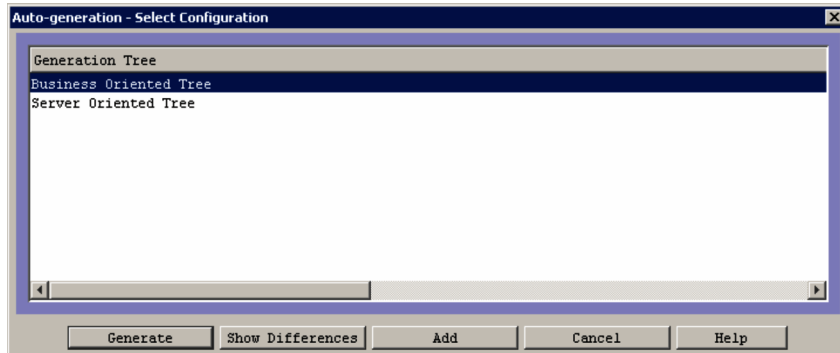 Auto-generation - Select Configuration
Generation Tree
Business Oriented Tree
Server Oriented Tree
Generate Show Differences Add Cancel Help